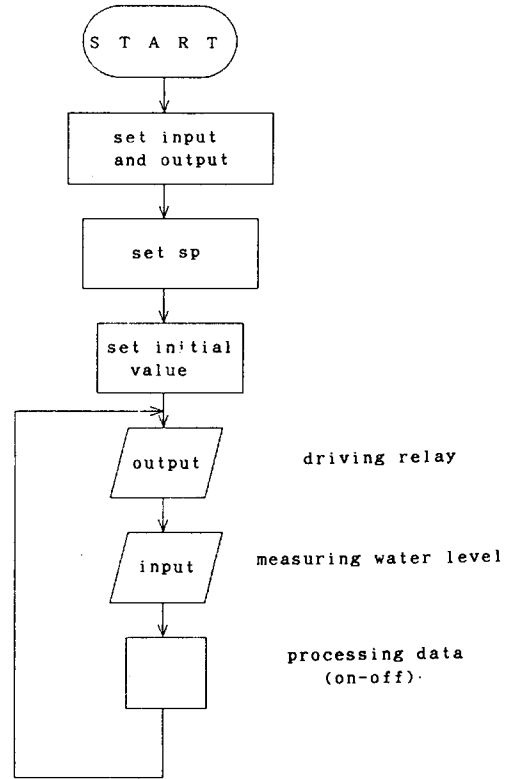 S T A R T
set input
and output
set sp
set initial
value
output
driving relay
input
measuring water level
processing data
(on-off)